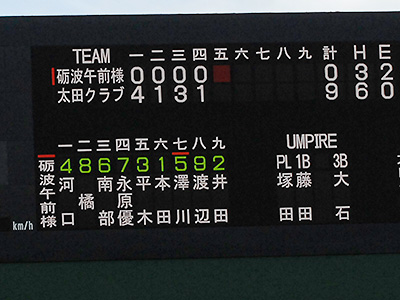 TEAM 一 二 三 四 五 六 七 八 九 計 H E
砺波午前様 0 0 0 0 0 3 2
太田クラブ 4 1 3 1 9 6 0
一 二 三 四 五 六 七 八 九 UMPIRE
砺波午前様 4 8 6 7 3 1 5 9 2 PL 1B 3B
河口 橘 南部 永原優 平木 本田 澤川 渡辺 井田 塚田 藤田 大石
km/h